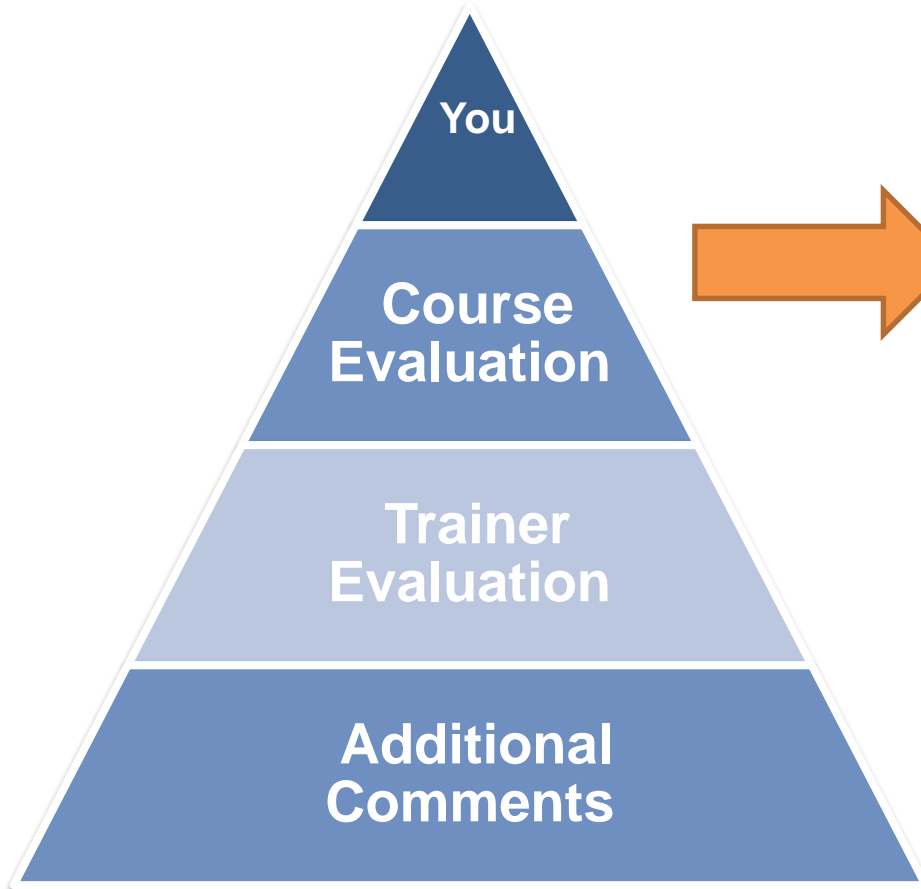 You
Course
Evaluation
Trainer
Evaluation
Additional
Comments